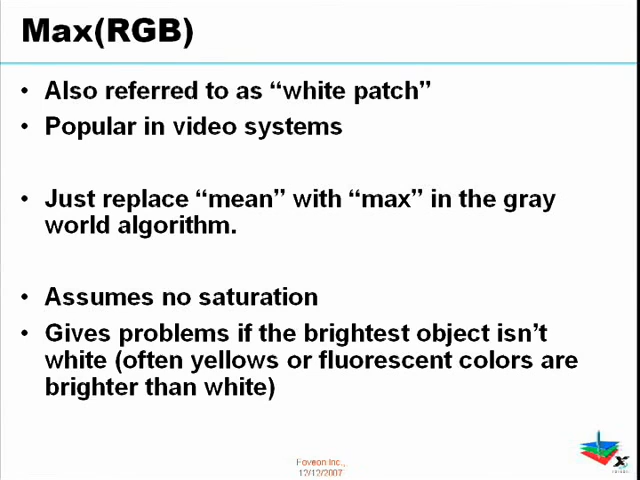 Max(RGB)
• Also referred to as “white patch”
• Popular in video systems
• Just replace “mean” with “max” in the gray
world algorithm.
• Assumes no saturation
• Gives problems if the brightest object isn’t
white (often yellows or fluorescent colors are
brighter than white)
Foveon Inc.,
12/12/2007